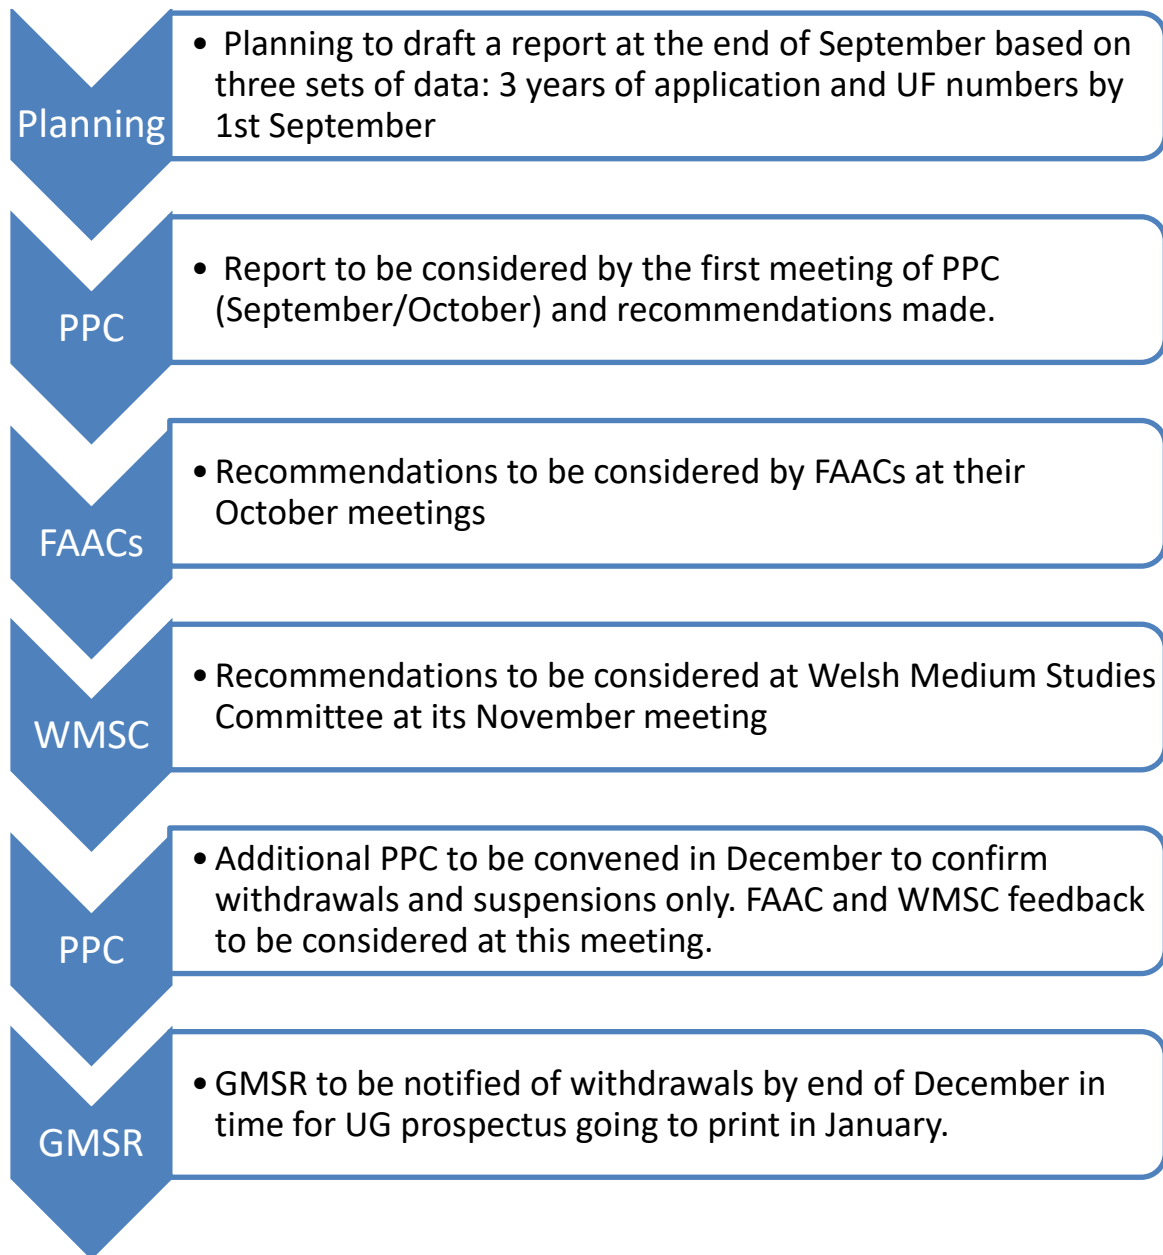 Planning
• Planning to draft a report at the end of September based on
three sets of data: 3 years of application and UF numbers by
1st September
PPC
• Report to be considered by the first meeting of PPC
(September/October) and recommendations made.
FAACs
• Recommendations to be considered by FAACs at their
October meetings
WMSC
• Recommendations to be considered at Welsh Medium Studies
Committee at its November meeting
PPC
• Additional PPC to be convened in December to confirm
withdrawals and suspensions only. FAAC and WMSC feedback
to be considered at this meeting.
GMSR
• GMSR to be notified of withdrawals by end of December in
time for UG prospectus going to print in January.